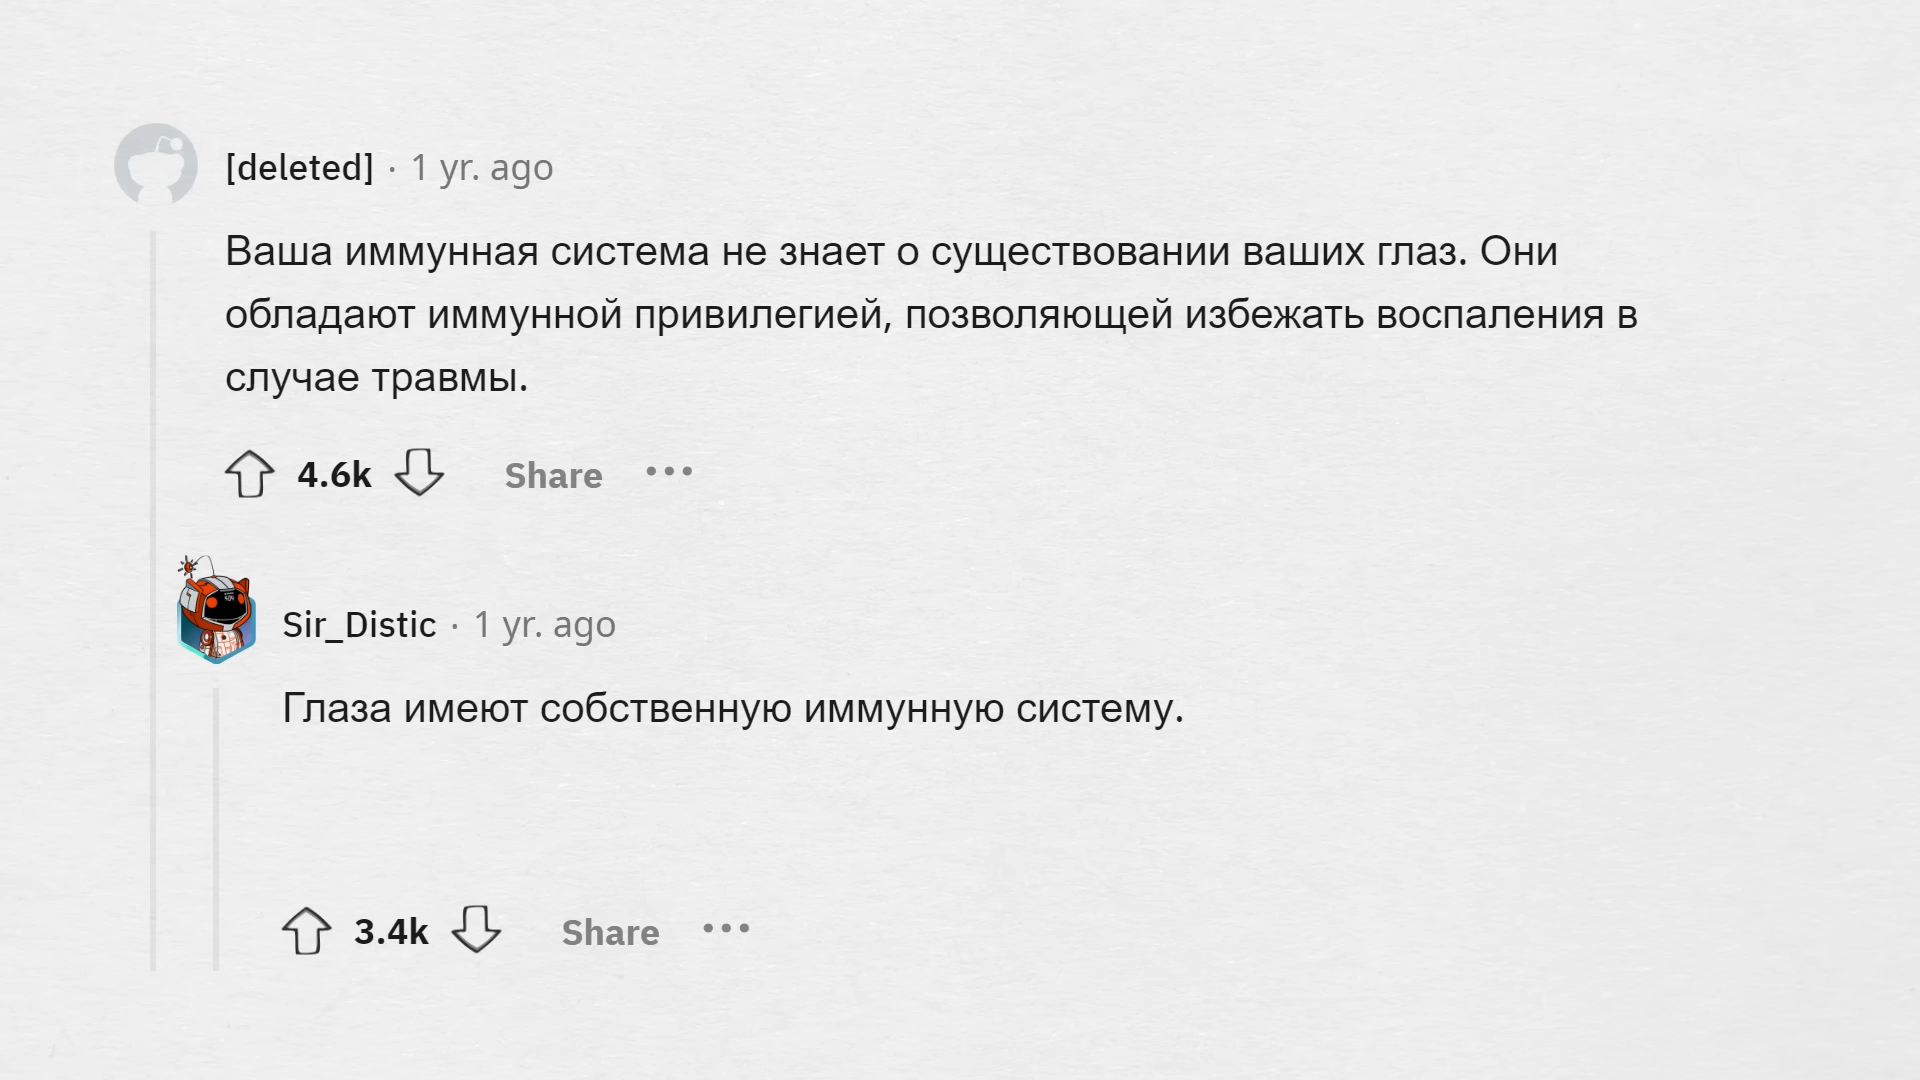 [deleted] · 1 yr. ago
Ваша иммунная система не знает о существовании ваших глаз. Они
обладают иммунной привилегией, позволяющей избежать воспаления в
случае травмы.
4.6k Share •••
Sir_Distic · 1 yr. ago
Глаза имеют собственную иммунную систему.
3.4k Share •••